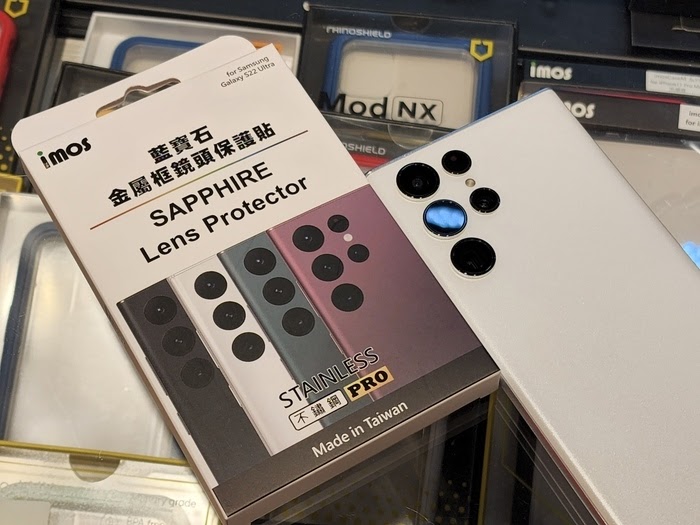 imos
for Samsung
Galaxy S22 Ultra
藍寶石
金屬框鏡頭保護貼
SAPPHIRE
Lens Protector
STAINLESS
不鏽鋼 PRO
Made in Taiwan
RHINOSHIELD
Mod NX
RHINOSHIELD
imos
imos
grade